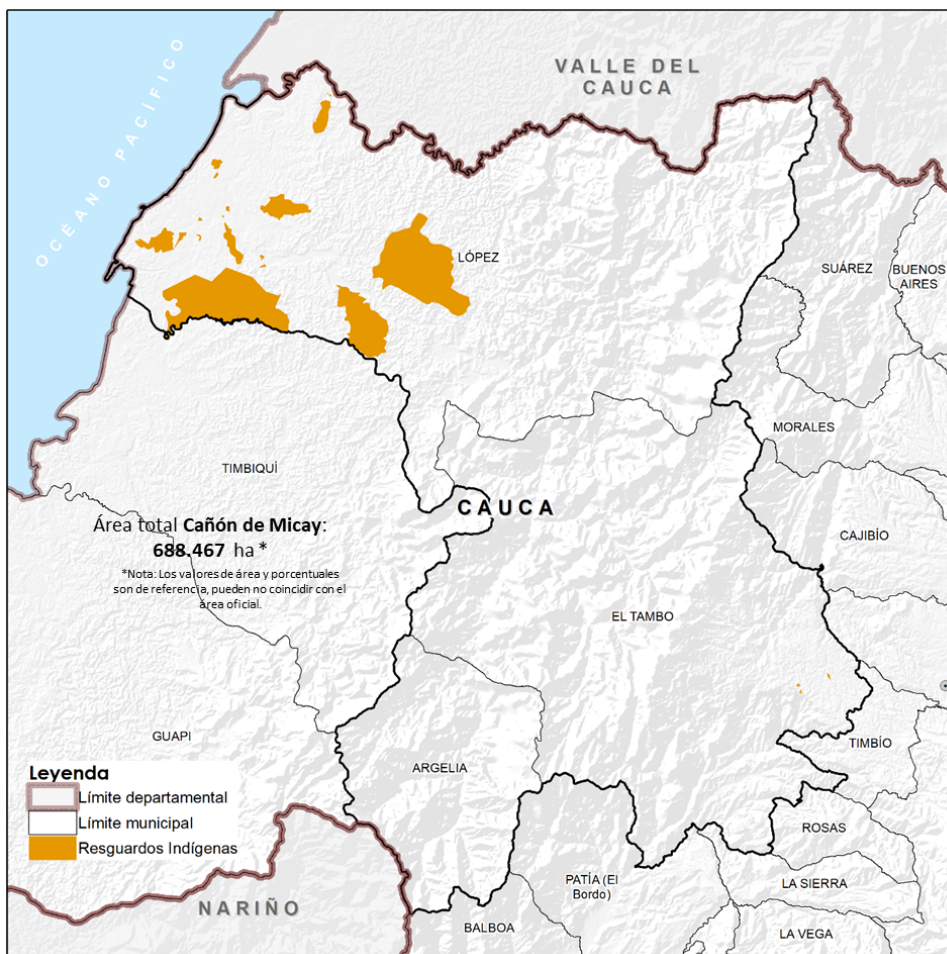 VALLE DEL
CAUCA
OCÉANO PACÍFICO
LÓPEZ
SUÁREZ
BUENOS
AIRES
MORALES
TIMBIQUÌ
CAUCA
Área total Cañón de Micay:
688.467 ha *
*Nota: Los valores de área y porcentuales
son de referencia, pueden no coincidir con el
área oficial.
CAJIBÍO
EL TAMBO
GUAPI
ARGELIA
TIMBÍO
Leyenda
Límite departamental
Límite municipal
Resguardos Indígenas
ROSAS
PATÍA (El
Bordo)
LA SIERRA
NARIÑO
BALBOA
LA VEGA